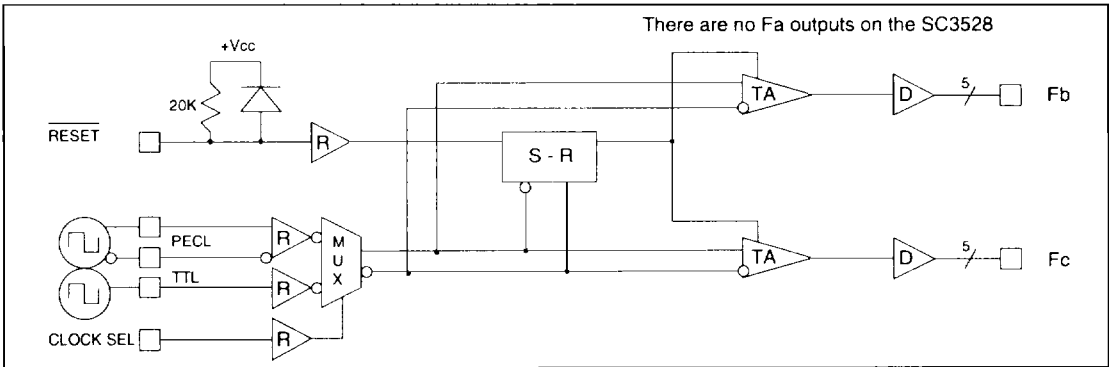 There are no Fa outputs on the SC3528
+Vcc
20K
RESET
R
S - R
TA
D
5
Fb
PECL
R
TTL
R
MUX
CLOCK SEL
R
TA
D
5
Fc